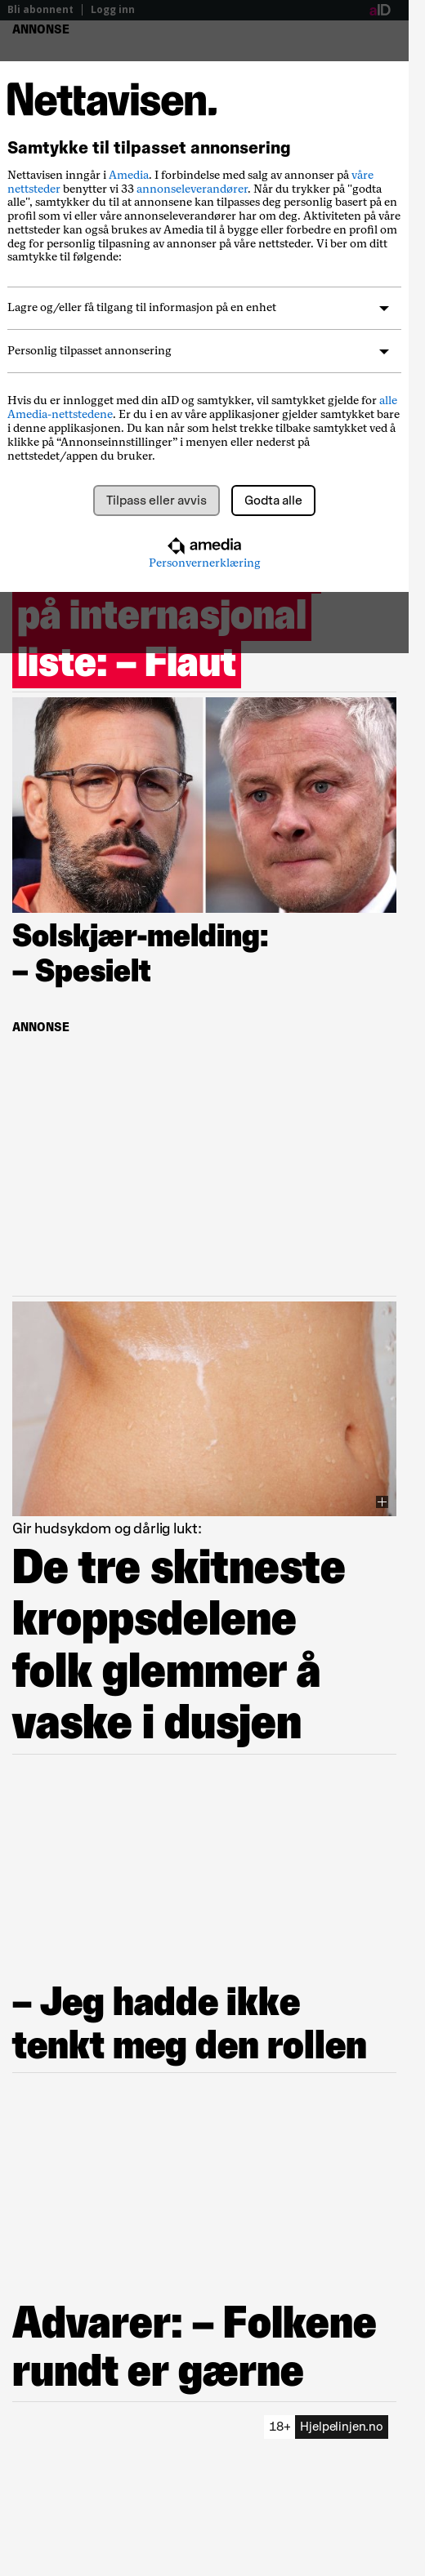 Bli abonnent | Logg inn
aID
ANNONSE
Nettavisen.
Samtykke til tilpasset annonsering
Nettavisen inngår i Amedia. I forbindelse med salg av annonser på våre
nettsteder benytter vi 33 annonseleverandører. Når du trykker på "godta
alle", samtykker du til at annonsene kan tilpasses deg personlig basert på en
profil som vi eller våre annonseleverandører har om deg. Aktiviteten på våre
nettsteder kan også brukes av Amedia til å bygge eller forbedre en profil om
deg for personlig tilpasning av annonser på våre nettsteder. Vi ber om ditt
samtykke til følgende:
Lagre og/eller få tilgang til informasjon på en enhet
Personlig tilpasset annonsering
Hvis du er innlogget med din aID og samtykker, vil samtykket gjelde for alle
Amedia-nettstedene. Er du i en av våre applikasjoner gjelder samtykket bare
i denne applikasjonen. Du kan når som helst trekke tilbake samtykket ved å
klikke på “Annonseinnstillinger” i menyen eller nederst på
nettstedet/appen du bruker.
Tilpass eller avvis Godta alle
amedia
Personvernerklæring
på internasjonal
liste: – Flaut
Solskjær-melding:
– Spesielt
ANNONSE
Gir hudsykdom og dårlig lukt:
De tre skitneste
kroppsdelene
folk glemmer å
vaske i dusjen
– Jeg hadde ikke
tenkt meg den rollen
Advarer: – Folkene
rundt er gærne
18+ Hjelpelinjen.no